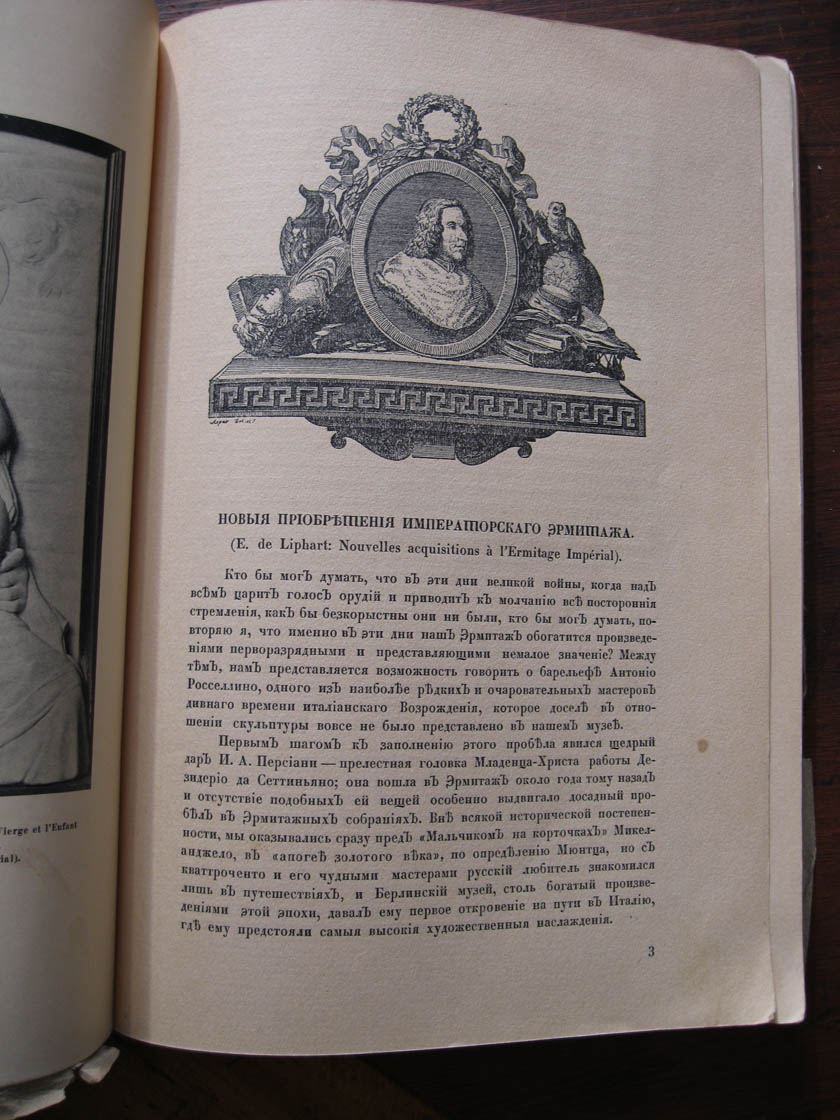 Vierge et l'Enfant
НОВЫЯ ПРІОБРѢТЕНІЯ ИМПЕРАТОРСКАГО ЭРМИТАЖА.
(E. de Liphart: Nouvelles acquisitions à l'Ermitage Impérial).
Кто бы могъ думать, что въ эти дни великой войны, когда надъ
всѣмъ царитъ голосъ орудій и приводитъ къ молчанію всѣ постороннія
стремленія, какъ бы безкорыстны они ни были, кто бы могъ думать, по-
вторяю я, что именно въ эти дни нашъ Эрмитажъ обогатится произведе-
ніями перворазрядными и представляющими немалое значеніе? Между
тѣмъ, намъ представляется возможность говорить о барельефѣ Антоніо
Росселлино, одного изъ наиболѣе рѣдкихъ и очаровательныхъ мастеровъ
дивнаго времени италіанскаго Возрожденія, которое доселѣ въ отно-
шеніи скульптуры вовсе не было представлено въ нашемъ музеѣ.
Первымъ шагомъ къ заполненію этого пробѣла явился щедрый
даръ И. А. Персіани — прелестная головка Младенца-Христа работы Де-
зидеріо да Сеттиньяно; она вошла въ Эрмитажъ около года тому назадъ
и отсутствіе подобныхъ ей вещей особенно выдвигало досадный про-
бѣлъ въ Эрмитажныхъ собраніяхъ. Внѣ всякой исторической постепен-
ности, мы оказывались сразу предъ «Мальчикомъ на корточкахъ» Микел-
анджело, въ «апогеѣ золотого вѣка», по опредѣленію Мюнтца, но съ
кваттроченто и его чудными мастерами русскій любитель знакомился
лишь въ путешествіяхъ, и Берлинскій музей, столь богатый произве-
деніями этой эпохи, давалъ ему первое откровеніе на пути въ Италію,
гдѣ ему предстояли самыя высокія художественныя наслажденія.
3